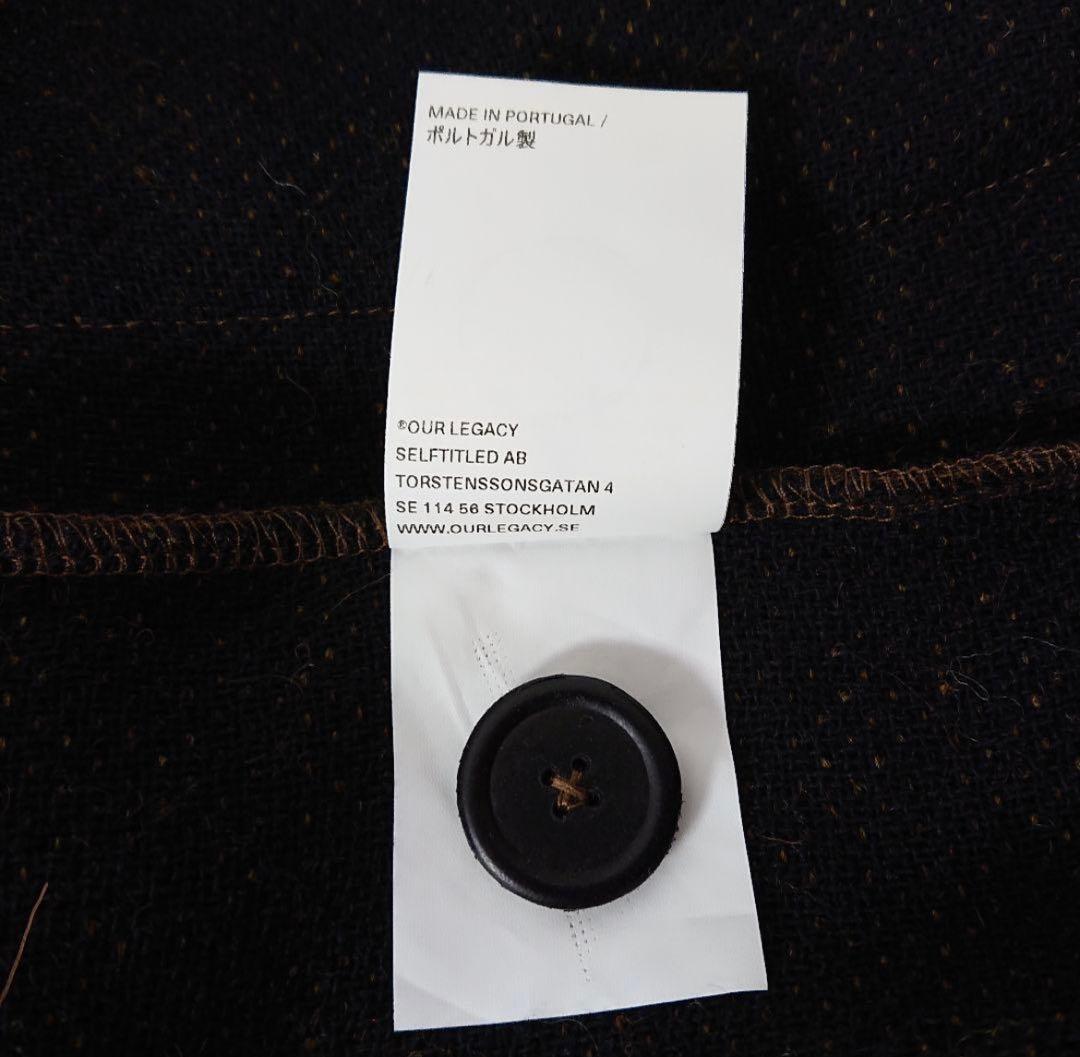 MADE IN PORTUGAL /
ポルトガル製
®OUR LEGACY
SELFTITLED AB
TORSTENSSONSGATAN 4
SE 114 56 STOCKHOLM
WWW.OURLEGACY.SE